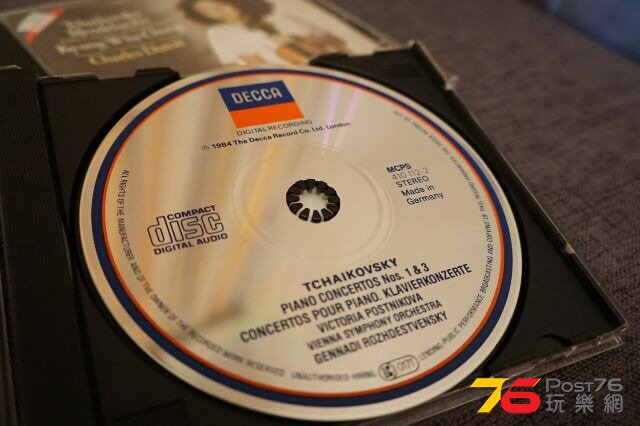 Kyung Wha Chung
Charles Dutoit
DECCA
DIGITAL RECORDING
℗ 1984 The Decca Record Co. Ltd. London
MCPS
410 112-2
STEREO
Made in
Germany
COMPACT
disc
DIGITAL AUDIO
TCHAIKOVSKY
PIANO CONCERTOS Nos. 1 & 3
CONCERTOS POUR PIANO. KLAVIERKONZERTE
VICTORIA POSTNIKOVA
VIENNA SYMPHONY ORCHESTRA
GENNADI ROZHDESTVENSKY
ALL RIGHTS OF THE MANUFACTURER AND OF THE OWNER OF THE RECORDED WORK RESERVED
UNAUTHORISED HIRING
LENDING PUBLIC PERFORMANCE BROADCASTING AND COPYING OF THIS RECORD PROHIBITED
76 Post76
玩樂網